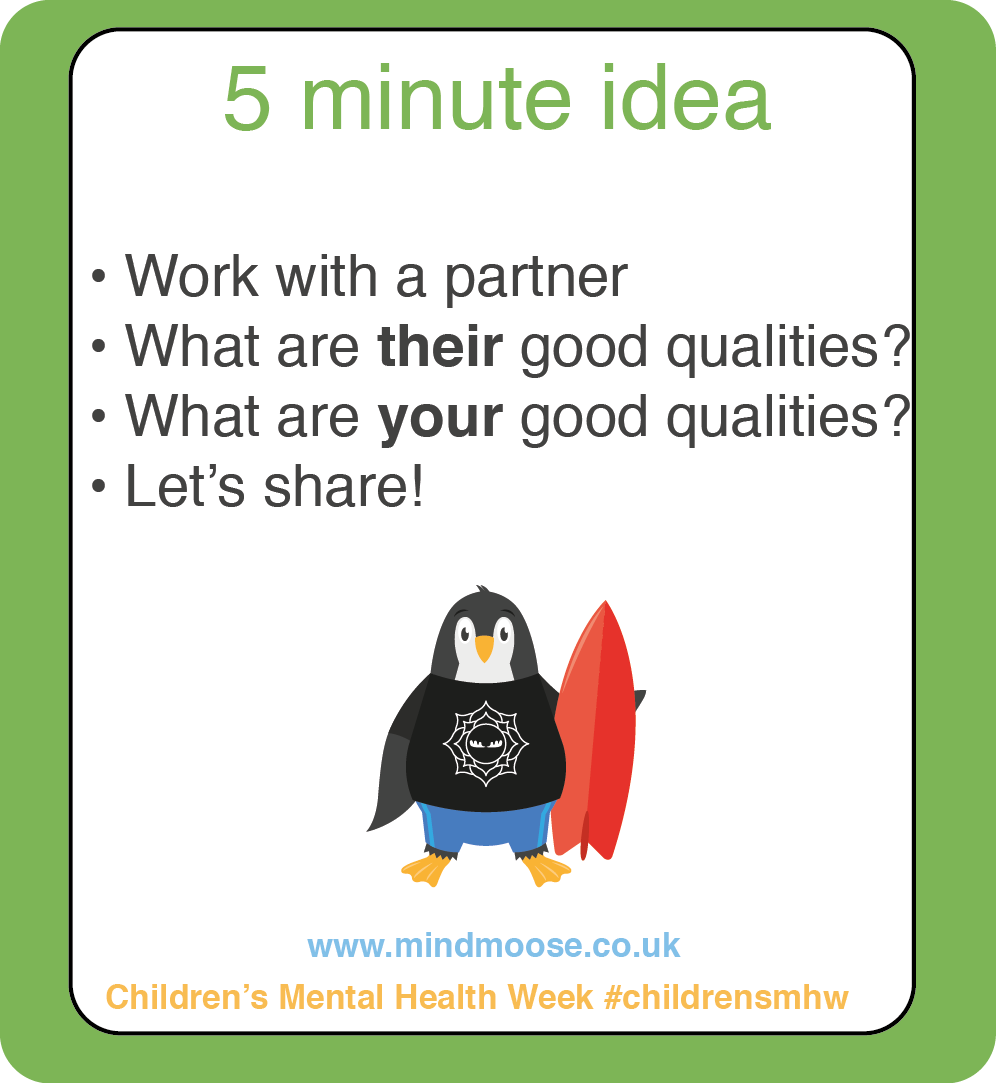 5 minute idea
• Work with a partner
• What are their good qualities?
• What are your good qualities?
• Let’s share!
www.mindmoose.co.uk
Children’s Mental Health Week #childrensmhw